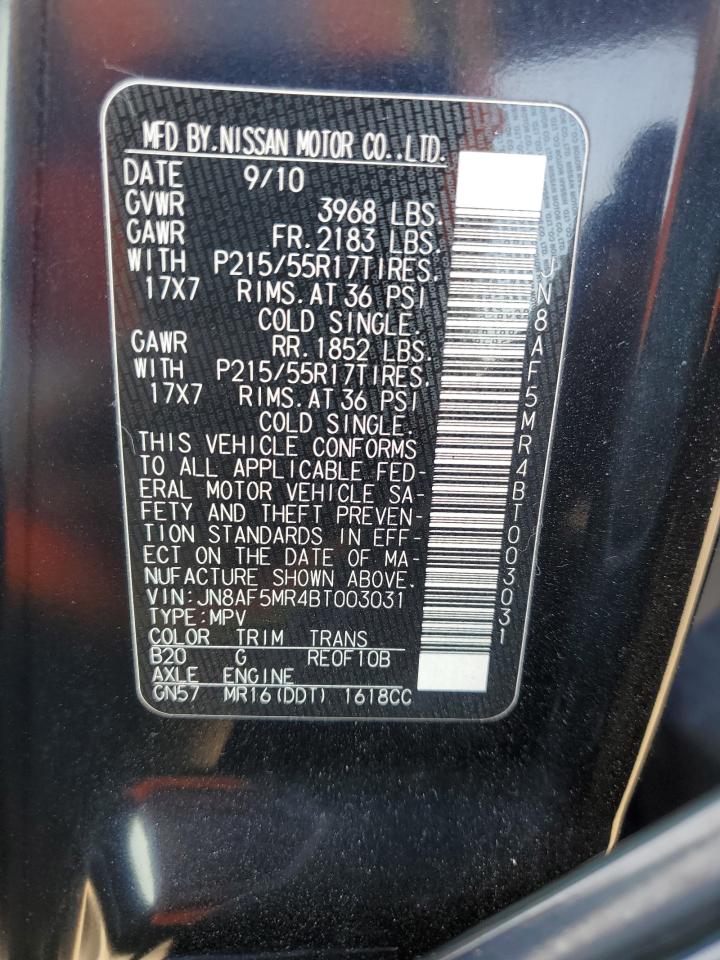 MFD BY.NISSAN MOTOR CO.,LTD.
DATE 9/10
GVWR 3968 LBS.
GAWR FR.2183 LBS.
WITH P215/55R17TIRES.
17X7 RIMS.AT 36 PSI
COLD SINGLE.
GAWR RR.1852 LBS.
WITH P215/55R17TIRES.
17X7 RIMS.AT 36 PSI
COLD SINGLE.
THIS VEHICLE CONFORMS
TO ALL APPLICABLE FED-
ERAL MOTOR VEHICLE SA-
FETY AND THEFT PREVEN-
TION STANDARDS IN EFF-
ECT ON THE DATE OF MA-
NUFACTURE SHOWN ABOVE.
VIN:JN8AF5MR4BT003031
TYPE:MPV
COLOR TRIM TRANS
B20 G RE0F10B
AXLE ENGINE
GN57 MR16(DDT) 1618CC
JN8AF5MR4BT003031